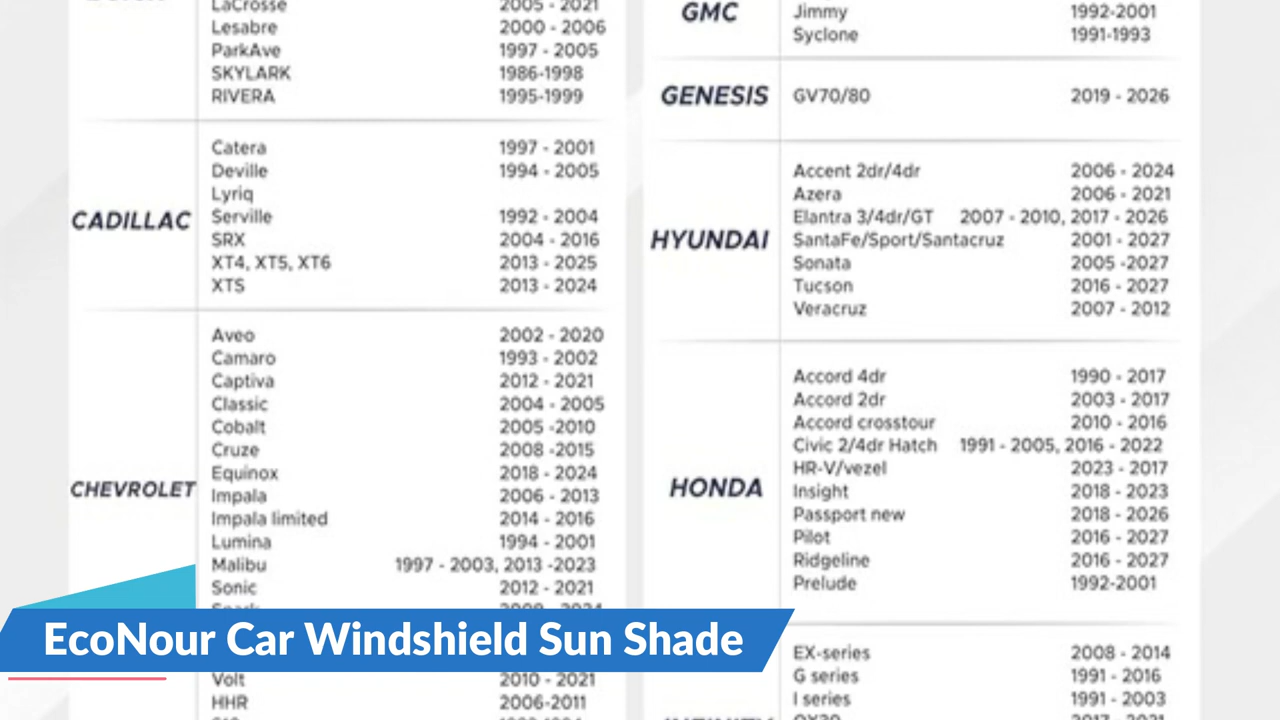 LaCrosse 2005 - 2021
Lesabre 2000 - 2006
ParkAve 1997 - 2005
SKYLARK 1986-1998
RIVERA 1995-1999
CADILLAC
Catera 1997 - 2001
Deville 1994 - 2005
Lyriq
Serville 1992 - 2004
SRX 2004 - 2016
XT4, XT5, XT6 2013 - 2025
XTS 2013 - 2024
CHEVROLET
Aveo 2002 - 2020
Camaro 1993 - 2002
Captiva 2012 - 2021
Classic 2004 - 2005
Cobalt 2005 -2010
Cruze 2008 -2015
Equinox 2018 - 2024
Impala 2006 - 2013
Impala limited 2014 - 2016
Lumina 1994 - 2001
Malibu 1997 - 2003, 2013 -2023
Sonic 2012 - 2021
Volt 2010 - 2021
HHR 2006-2011
GMC
Jimmy 1992-2001
Syclone 1991-1993
GENESIS
GV70/80 2019 - 2026
HYUNDAI
Accent 2dr/4dr 2006 - 2024
Azera 2006 - 2021
Elantra 3/4dr/GT 2007 - 2010, 2017 - 2026
SantaFe/Sport/Santacruz 2001 - 2027
Sonata 2005 -2027
Tucson 2016 - 2027
Veracruz 2007 - 2012
HONDA
Accord 4dr 1990 - 2017
Accord 2dr 2003 - 2017
Accord crosstour 2010 - 2016
Civic 2/4dr Hatch 1991 - 2005, 2016 - 2022
HR-V/vezel 2023 - 2017
Insight 2018 - 2023
Passport new 2018 - 2026
Pilot 2016 - 2027
Ridgeline 2016 - 2027
Prelude 1992-2001
EX-series 2008 - 2014
G series 1991 - 2016
I series 1991 - 2003
EcoNour Car Windshield Sun Shade